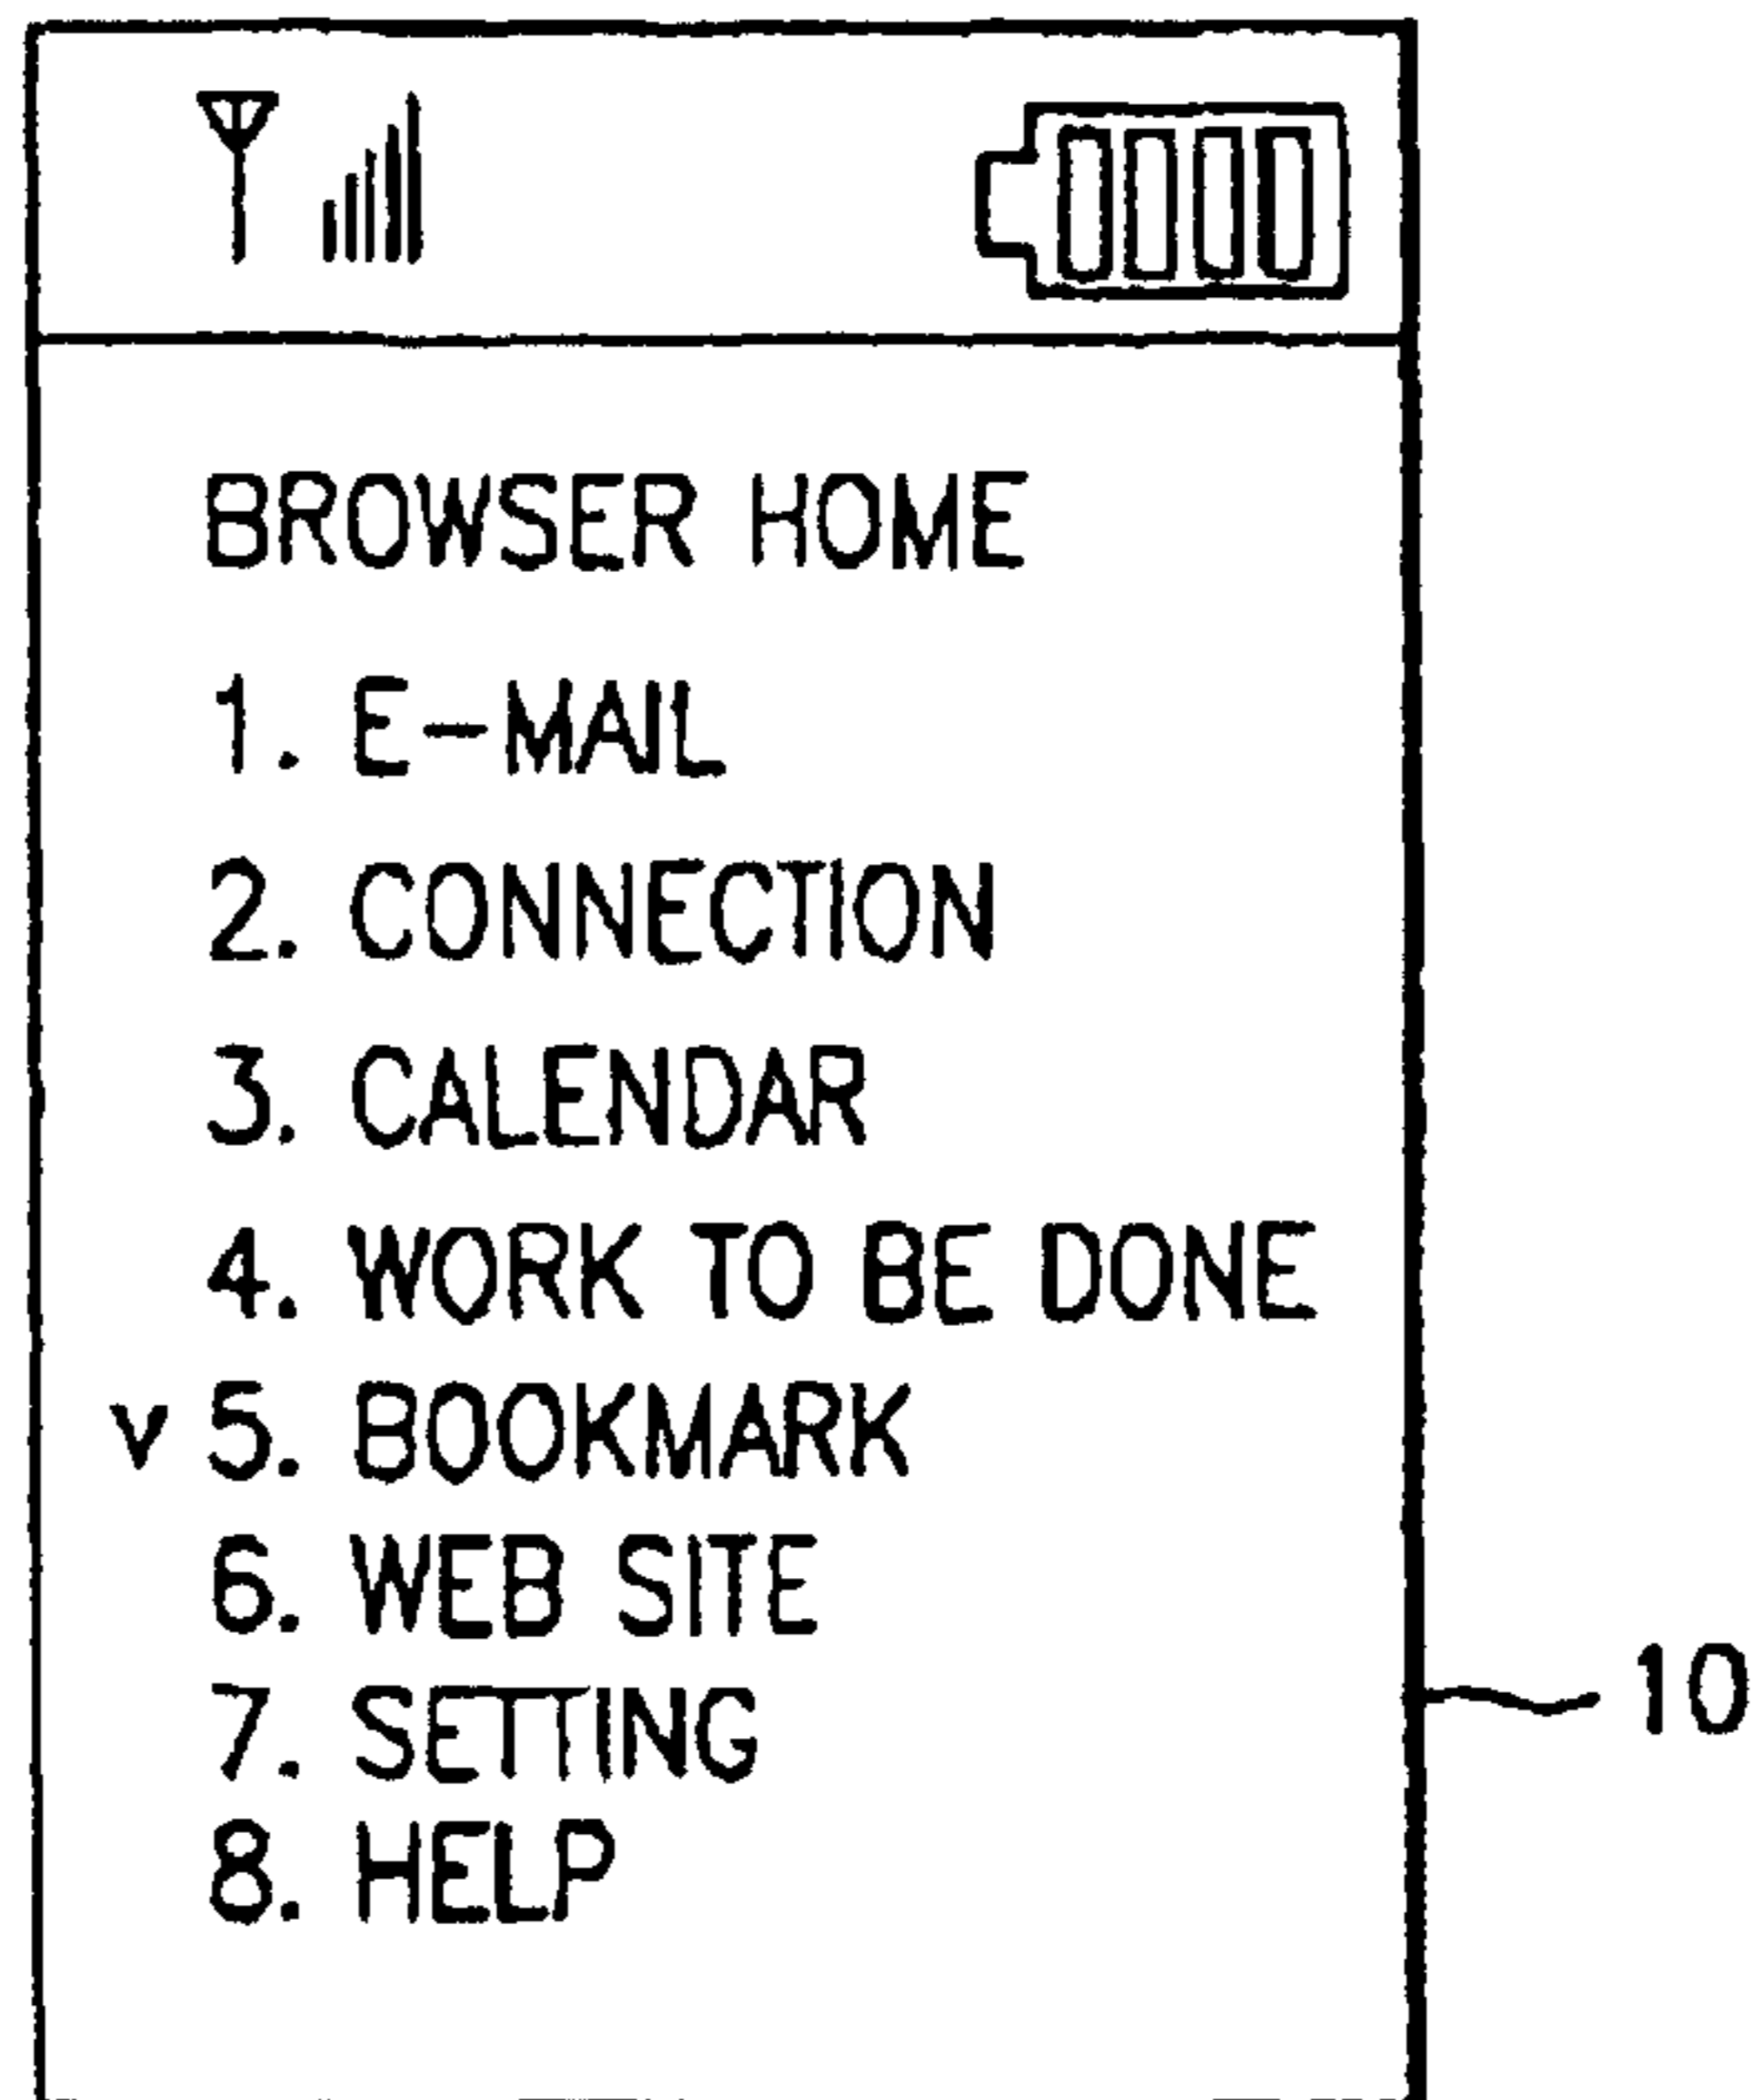 BROWSER HOME
1. E-MAIL
2. CONNECTION
3. CALENDAR
4. WORK TO BE DONE
v 5. BOOKMARK
6. WEB SITE
7. SETTING
8. HELP
10